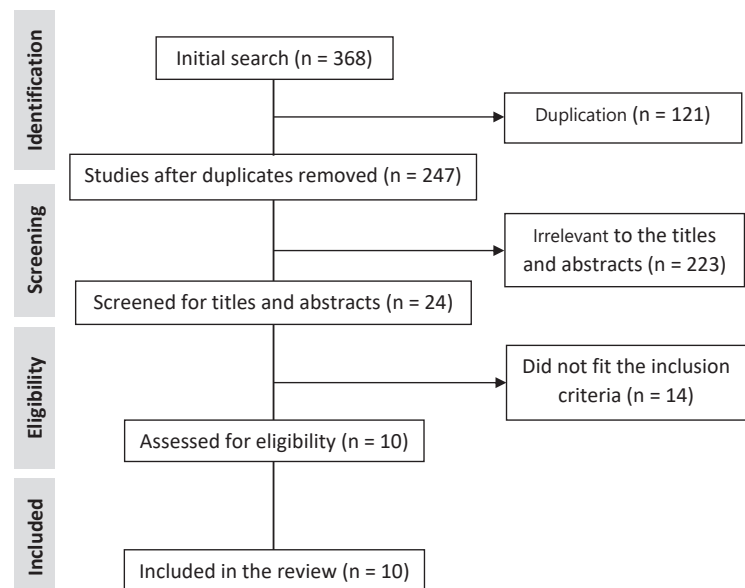 Identification
Initial search (n = 368)
Duplication (n = 121)
Studies after duplicates removed (n = 247)
Screening
Irrelevant to the titles
and abstracts (n = 223)
Screened for titles and abstracts (n = 24)
Eligibility
Did not fit the inclusion
criteria (n = 14)
Assessed for eligibility (n = 10)
Included
Included in the review (n = 10)